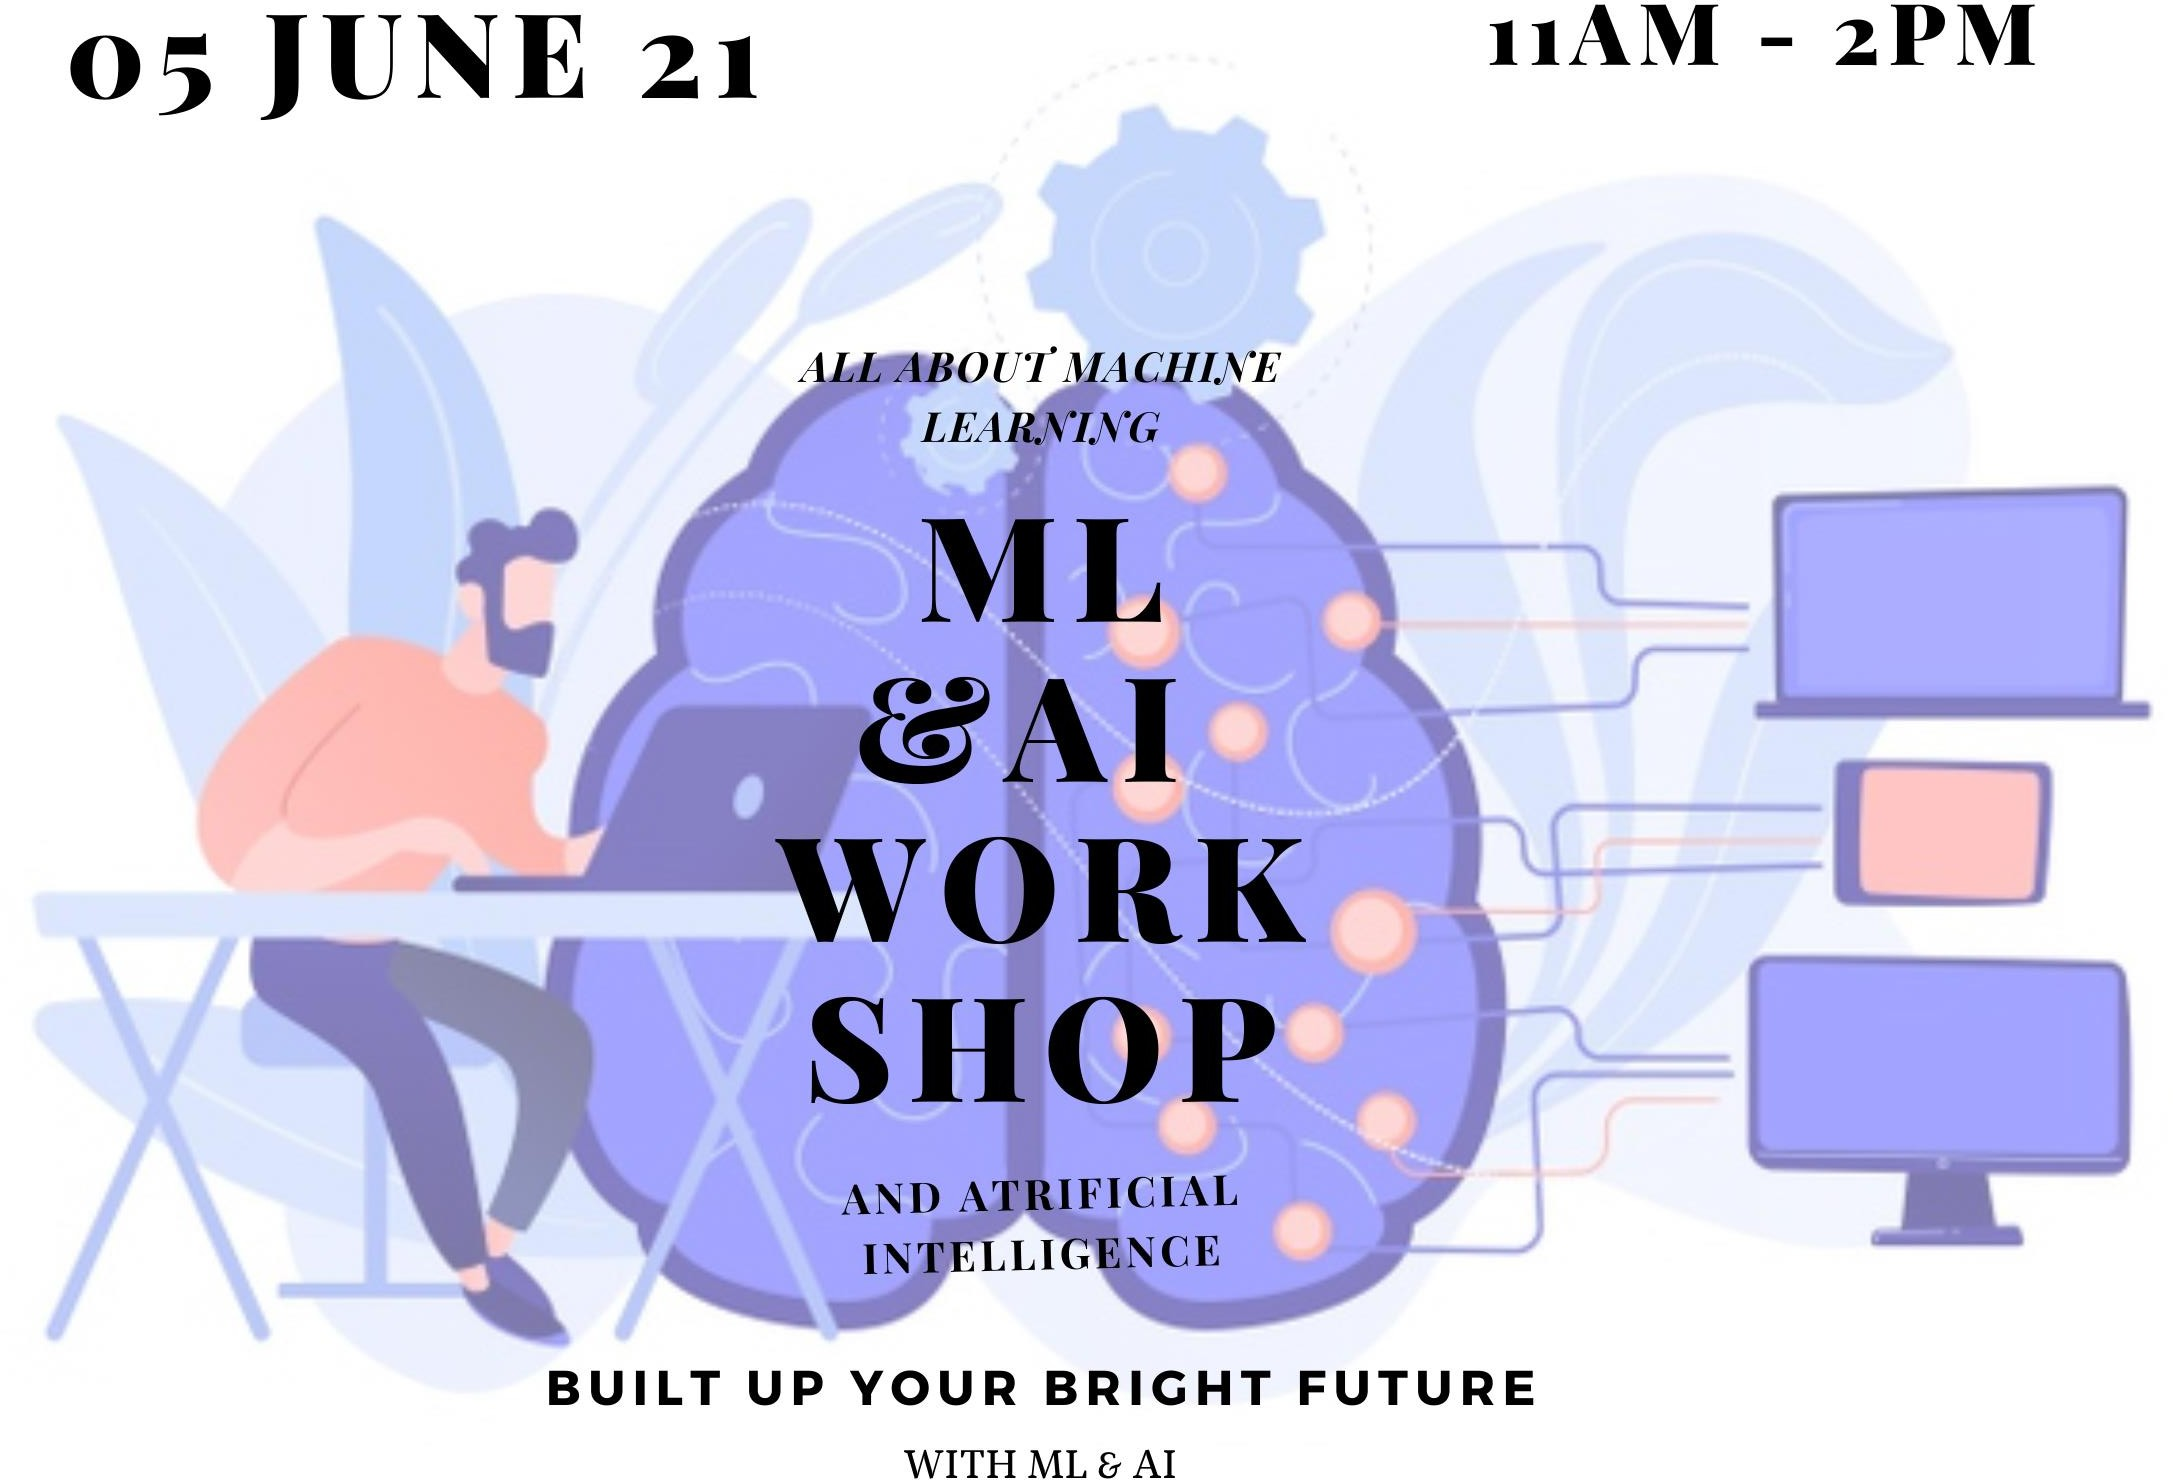 05 JUNE 21
11AM - 2PM
ALL ABOUT MACHINE
LEARNING
ML
& AI
WORK
SHOP
AND ATRIFICIAL
INTELLIGENCE
BUILT UP YOUR BRIGHT FUTURE
WITH ML & AI